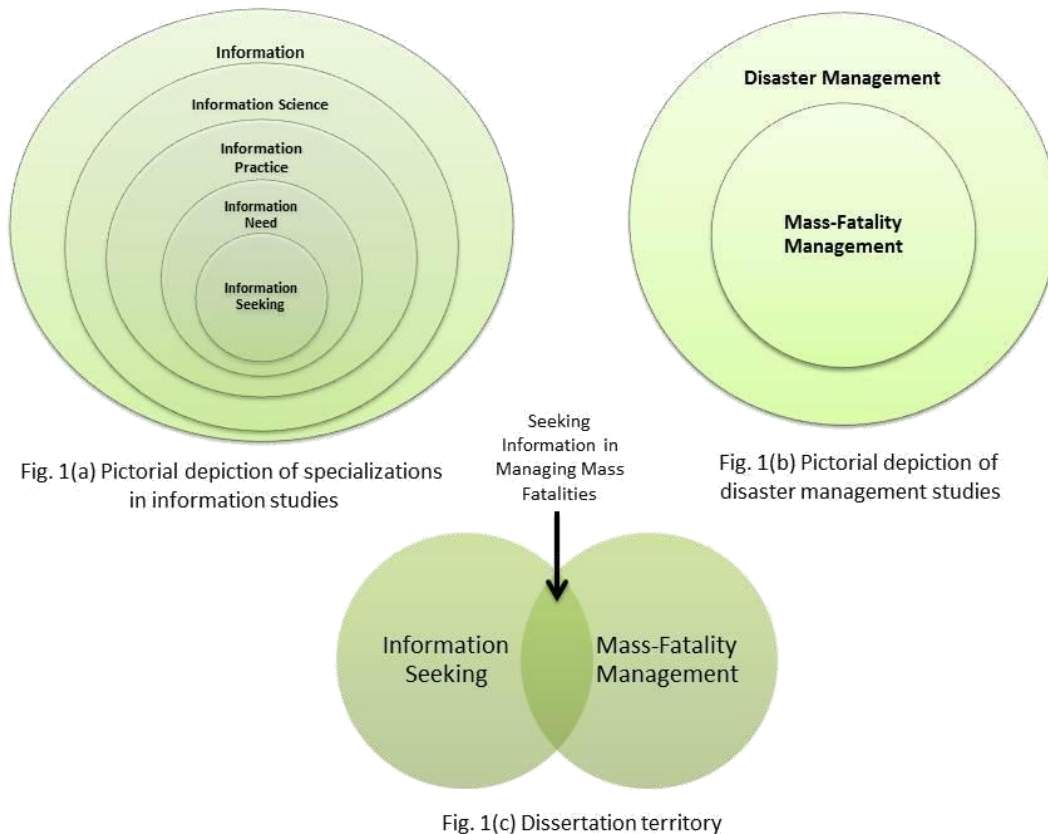 Information
Information Science
Information
Practice
Information
Need
Information
Seeking
Fig. 1(a) Pictorial depiction of specializations
in information studies
Disaster Management
Mass-Fatality
Management
Fig. 1(b) Pictorial depiction of
disaster management studies
Seeking
Information in
Managing Mass
Fatalities
Information
Seeking
Mass-Fatality
Management
Fig. 1(c) Dissertation territory